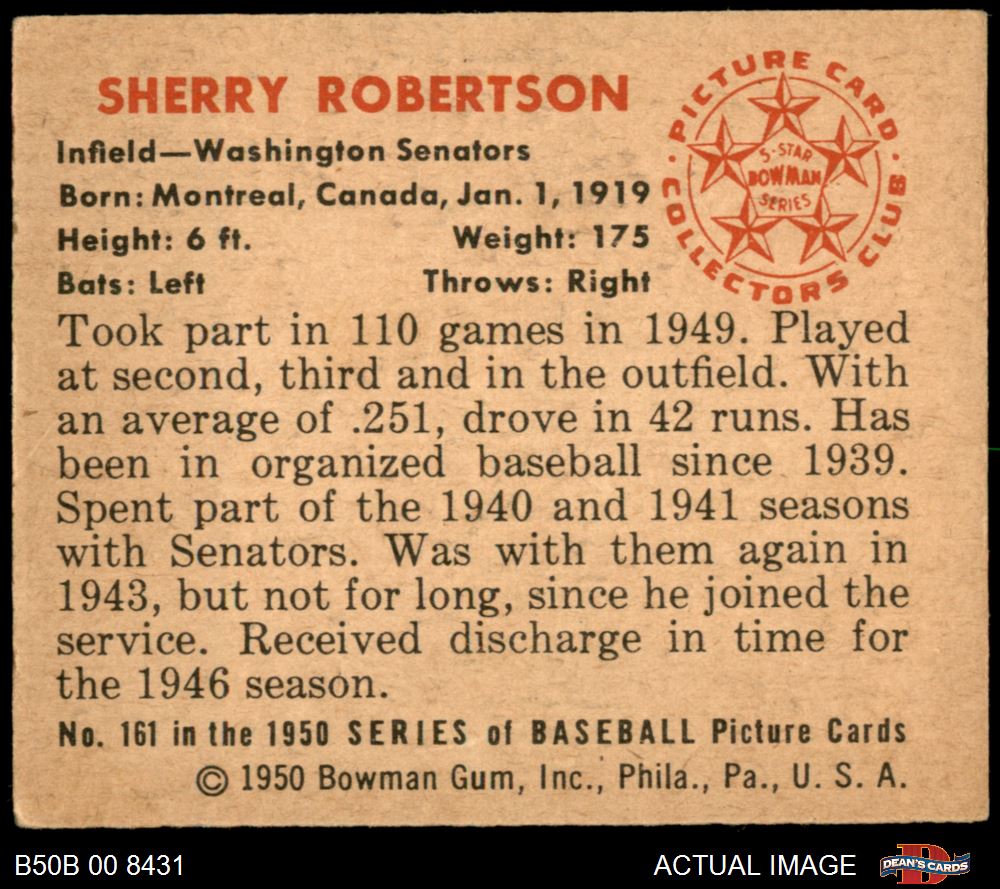 SHERRY ROBERTSON
Infield—Washington Senators
Born: Montreal, Canada, Jan. 1, 1919
Height: 6 ft. Weight: 175
Bats: Left Throws: Right
PICTURE CARD COLLECTORS CLUB
5-STAR
BOWMAN
SERIES
Took part in 110 games in 1949. Played
at second, third and in the outfield. With
an average of .251, drove in 42 runs. Has
been in organized baseball since 1939.
Spent part of the 1940 and 1941 seasons
with Senators. Was with them again in
1943, but not for long, since he joined the
service. Received discharge in time for
the 1946 season.
No. 161 in the 1950 SERIES of BASEBALL Picture Cards
© 1950 Bowman Gum, Inc., Phila., Pa., U. S. A.
B50B 00 8431
ACTUAL IMAGE
DEAN'S CARDS